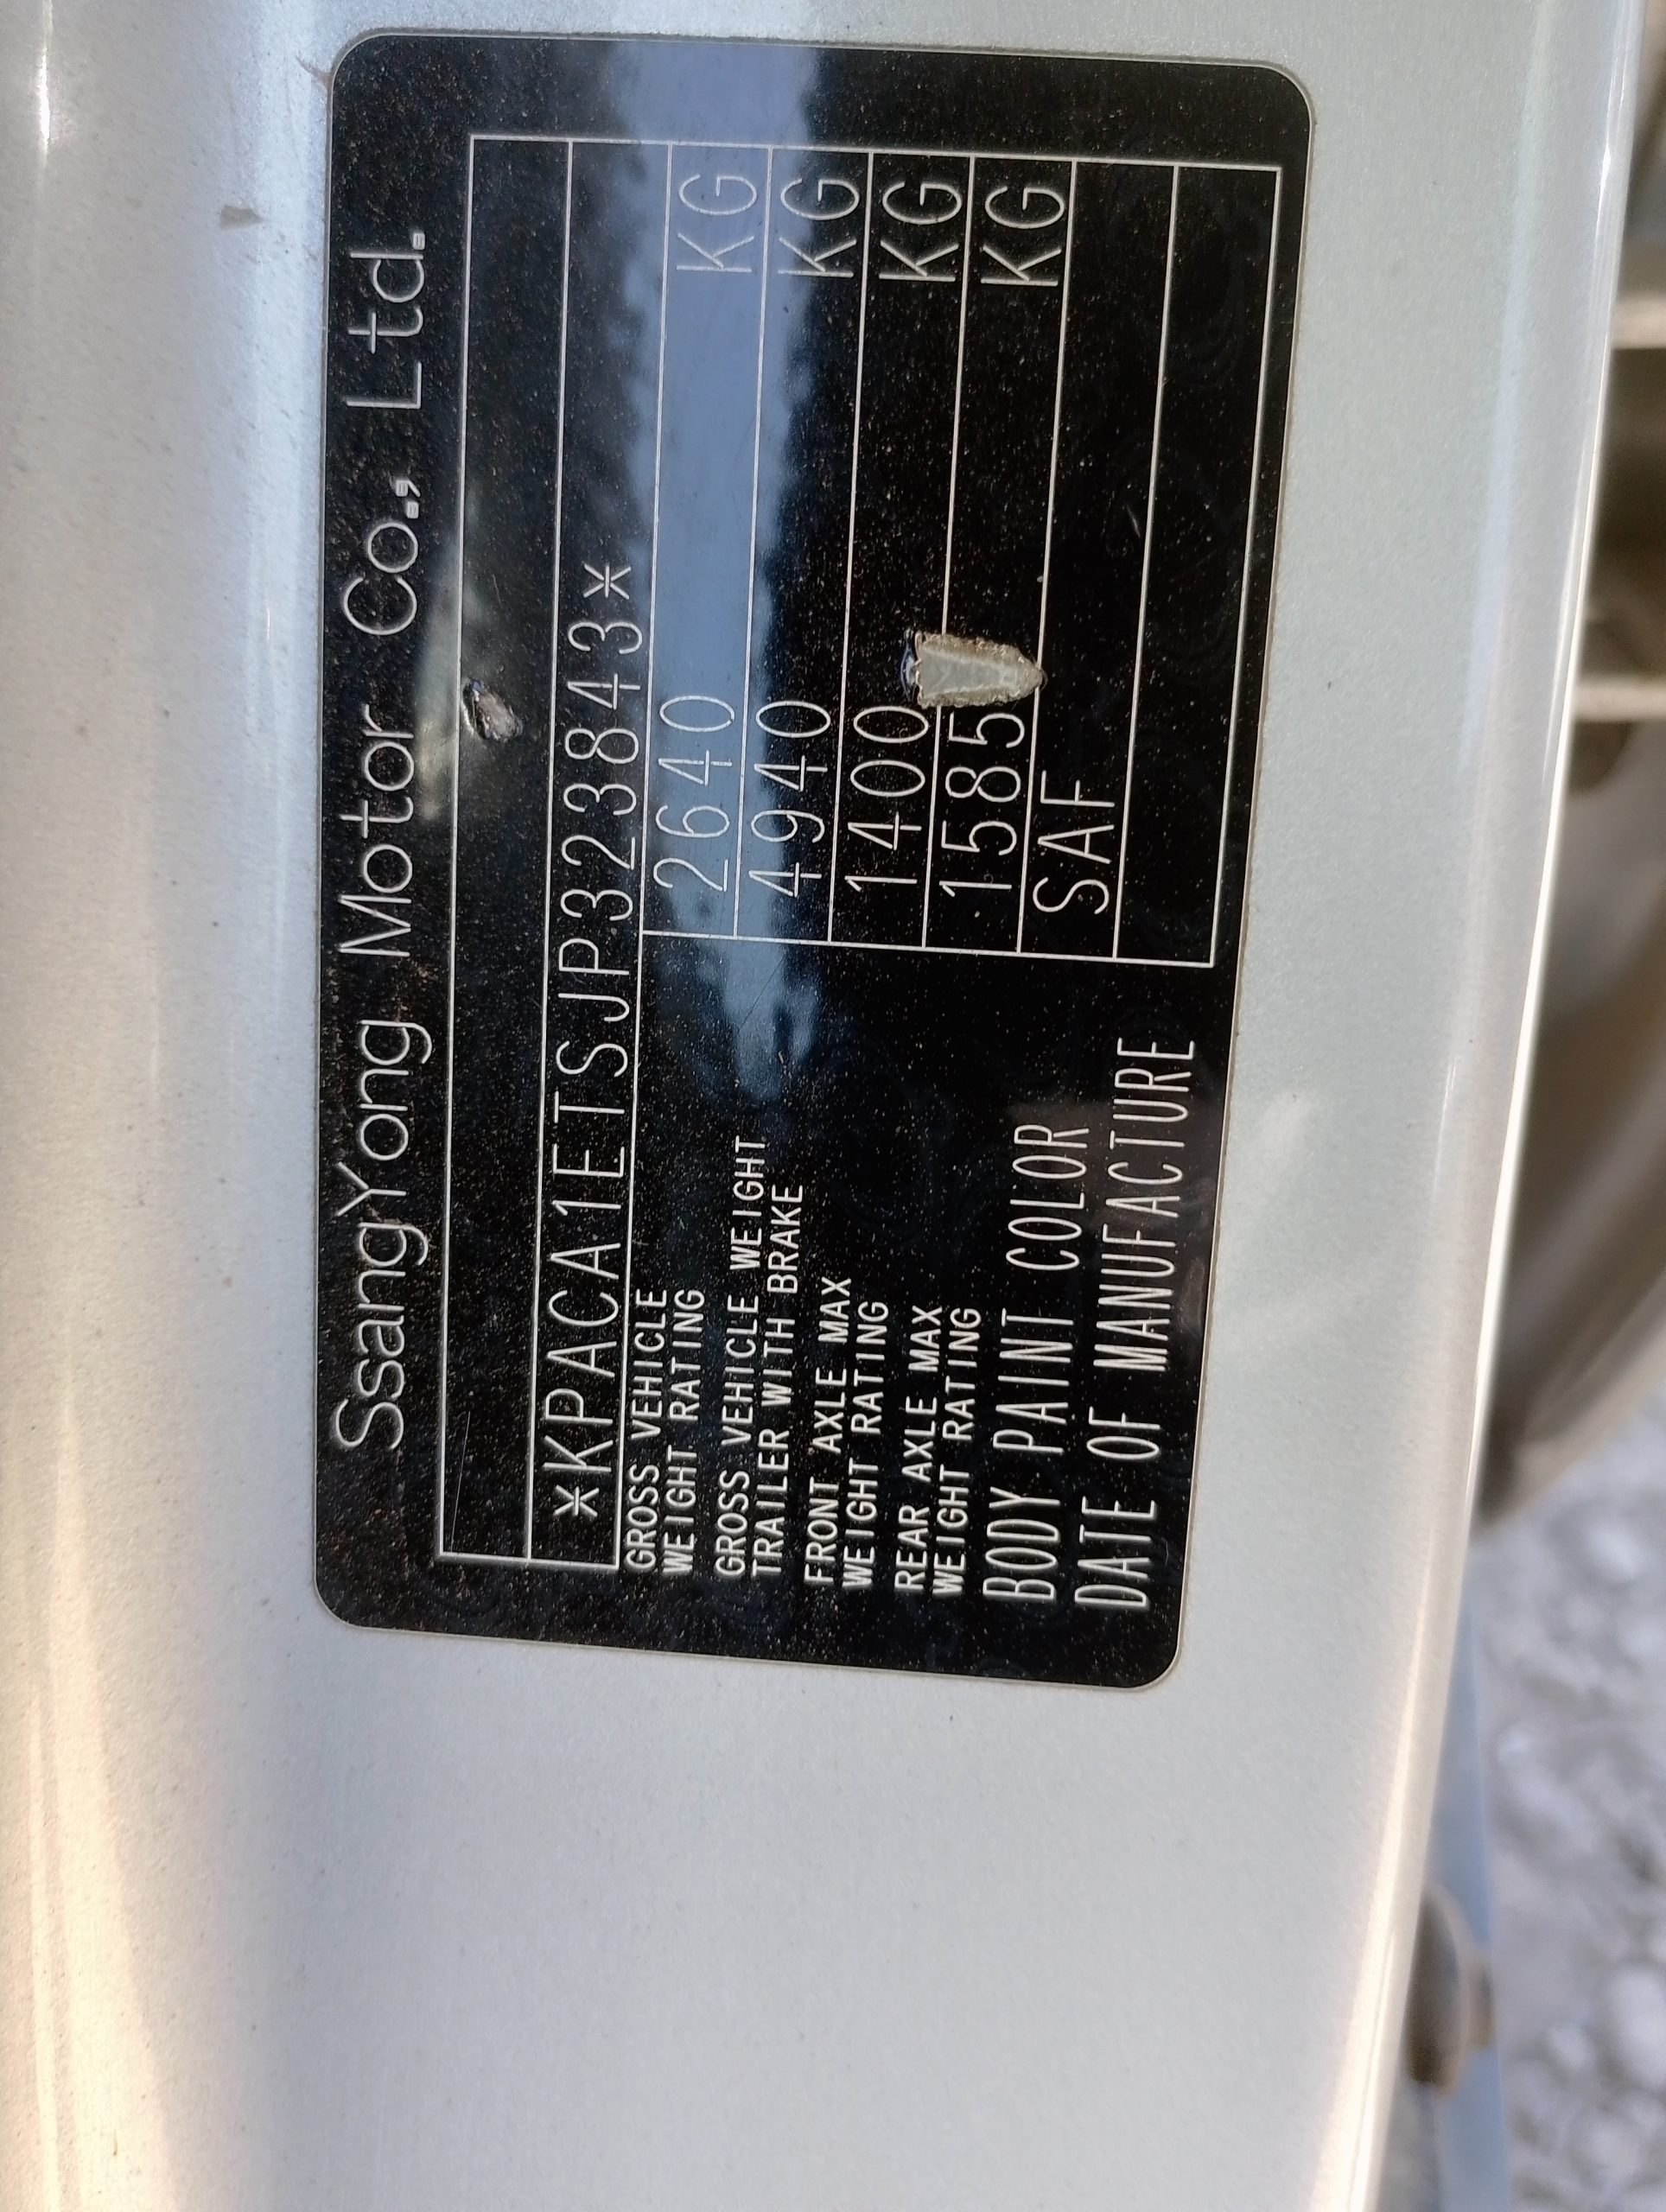 SsangYong Motor Co., Ltd.
*KPACA1ETSJP323843*
GROSS VEHICLE
WEIGHT RATING
2640 KG
GROSS VEHICLE WEIGHT
TRAILER WITH BRAKE
4940 KG
FRONT AXLE MAX
WEIGHT RATING
1400 KG
REAR AXLE MAX
WEIGHT RATING
1585 KG
BODY PAINT COLOR SAF
DATE OF MANUFACTURE